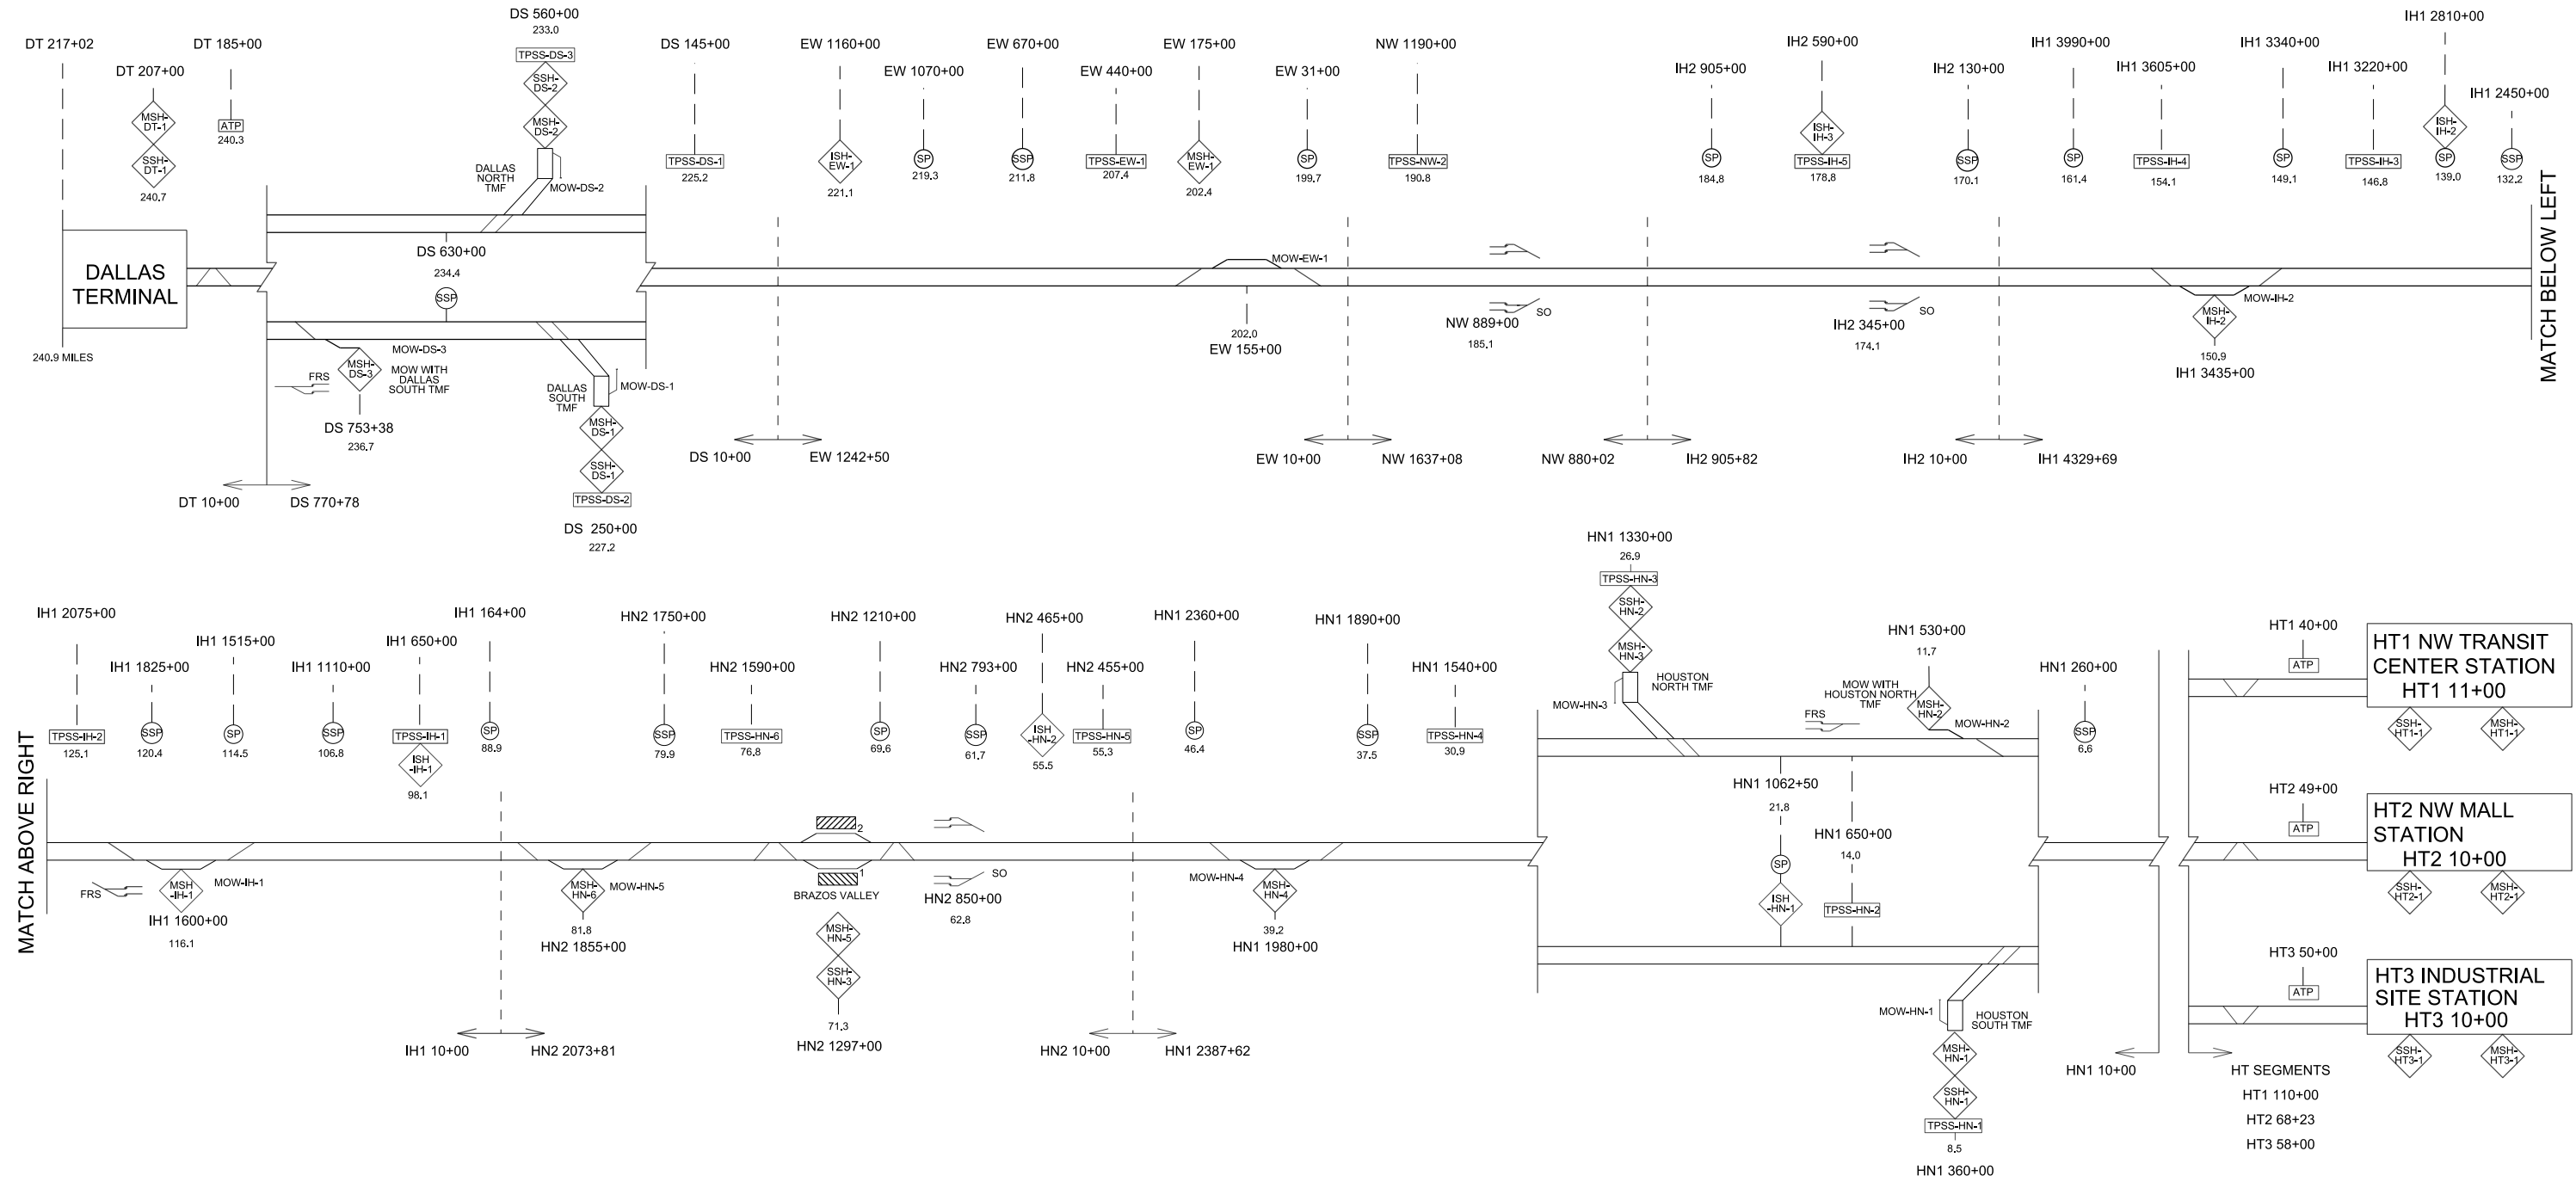 DT 217+02
DT 207+00
MSH-
DT-1
SSH-
DT-1
240.7
DT 185+00
ATP
240.3
DS 560+00
233.0
TPSS-DS-3
SSH-
DS-2
MSH-
DS-2
DALLAS
NORTH
TMF
MOW-DS-2
DS 145+00
TPSS-DS-1
225.2
EW 1160+00
ISH-
EW-1
221.1
EW 1070+00
SP
219.3
EW 670+00
SSP
211.8
EW 440+00
TPSS-EW-1
207.4
EW 175+00
MSH-
EW-1
202.4
EW 31+00
SP
199.7
NW 1190+00
TPSS-NW-2
190.8
IH2 905+00
SP
184.8
IH2 590+00
ISH-
IH-3
TPSS-IH-5
178.8
IH2 130+00
SSP
170.1
IH1 3990+00
SP
161.4
IH1 3605+00
TPSS-IH-4
154.1
IH1 3340+00
SP
149.1
IH1 3220+00
TPSS-IH-3
146.8
IH1 2810+00
ISH-
IH-2
SP
139.0
IH1 2450+00
SSP
132.2
MATCH BELOW LEFT
DALLAS
TERMINAL
240.9 MILES
DS 630+00
234.4
SSP
MOW-DS-3
MSH-
DS-3
MOW WITH
DALLAS
SOUTH TMF
FRS
DS 753+38
236.7
DALLAS
SOUTH
TMF
MOW-DS-1
MSH-
DS-1
SSH-
DS-1
TPSS-DS-2
DS 250+00
227.2
DT 10+00
DS 770+78
DS 10+00
EW 1242+50
MOW-EW-1
202.0
EW 155+00
EW 10+00
NW 1637+08
SO
NW 889+00
185.1
NW 880+02
IH2 905+82
SO
IH2 345+00
174.1
IH2 10+00
IH1 4329+69
MOW-IH-2
MSH-
IH-2
150.9
IH1 3435+00
MATCH ABOVE RIGHT
IH1 2075+00
TPSS-IH-2
125.1
IH1 1825+00
SSP
120.4
IH1 1515+00
SP
114.5
IH1 1110+00
SSP
106.8
IH1 650+00
TPSS-IH-1
ISH
-IH-1
98.1
IH1 164+00
SP
88.9
HN2 1750+00
SSP
79.9
HN2 1590+00
TPSS-HN-6
76.8
HN2 1210+00
SP
69.6
HN2 793+00
SSP
61.7
HN2 465+00
ISH
-HN-2
55.5
HN2 455+00
TPSS-HN-5
55.3
HN1 2360+00
SP
46.4
HN1 1890+00
SSP
37.5
HN1 1540+00
TPSS-HN-4
30.9
HN1 1330+00
26.9
TPSS-HN-3
SSH-
HN-2
MSH-
HN-3
HOUSTON
NORTH TMF
MOW-HN-3
MOW WITH
HOUSTON NORTH
TMF
FRS
HN1 530+00
11.7
MSH-
HN-2
MOW-HN-2
HN1 260+00
SSP
6.6
HN1 1062+50
21.8
SP
ISH
-HN-1
HN1 650+00
14.0
TPSS-HN-2
FRS
MSH
-IH-1
MOW-IH-1
IH1 1600+00
116.1
IH1 10+00
HN2 2073+81
MSH-
HN-6
MOW-HN-5
81.8
HN2 1855+00
2
1
BRAZOS VALLEY
MSH-
HN-5
SSH-
HN-3
71.3
HN2 1297+00
SO
HN2 850+00
62.8
HN2 10+00
HN1 2387+62
MOW-HN-4
MSH-
HN-4
39.2
HN1 1980+00
MOW-HN-1
HOUSTON
SOUTH TMF
MSH-
HN-1
SSH-
HN-1
TPSS-HN-1
8.5
HN1 360+00
HT1 40+00
ATP
HT1 NW TRANSIT
CENTER STATION
HT1 11+00
SSH-
HT1-1
MSH-
HT1-1
HT2 49+00
ATP
HT2 NW MALL
STATION
HT2 10+00
SSH-
HT2-1
MSH-
HT2-1
HT3 50+00
ATP
HT3 INDUSTRIAL
SITE STATION
HT3 10+00
SSH-
HT3-1
MSH-
HT3-1
HN1 10+00
HT SEGMENTS
HT1 110+00
HT2 68+23
HT3 58+00